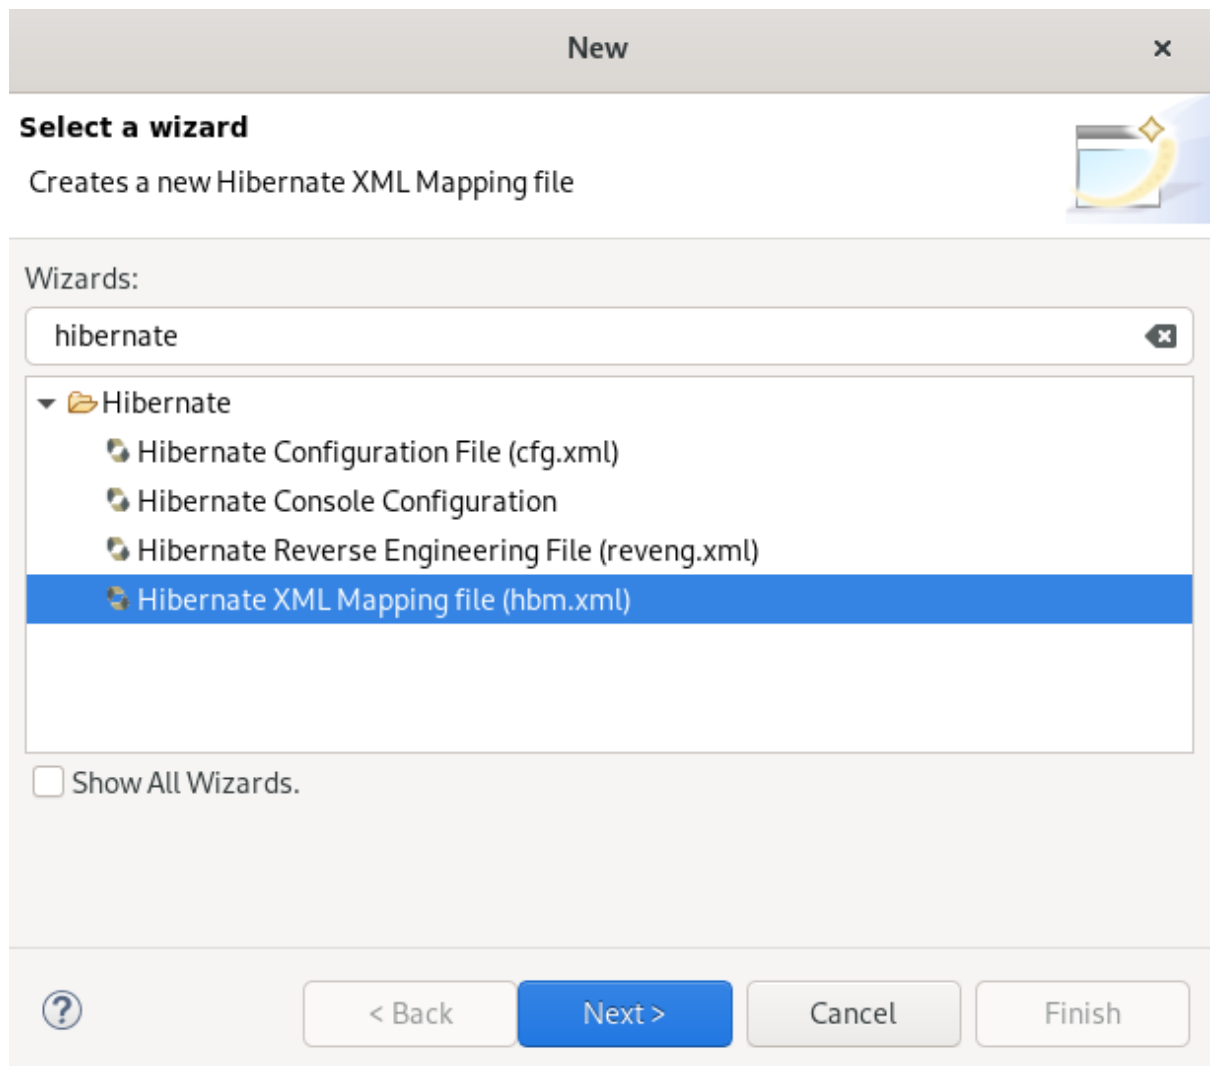 New
Select a wizard
Creates a new Hibernate XML Mapping file
Wizards:
hibernate
Hibernate
Hibernate Configuration File (cfg.xml)
Hibernate Console Configuration
Hibernate Reverse Engineering File (reveng.xml)
Hibernate XML Mapping file (hbm.xml)
Show All Wizards.
< Back Next > Cancel Finish